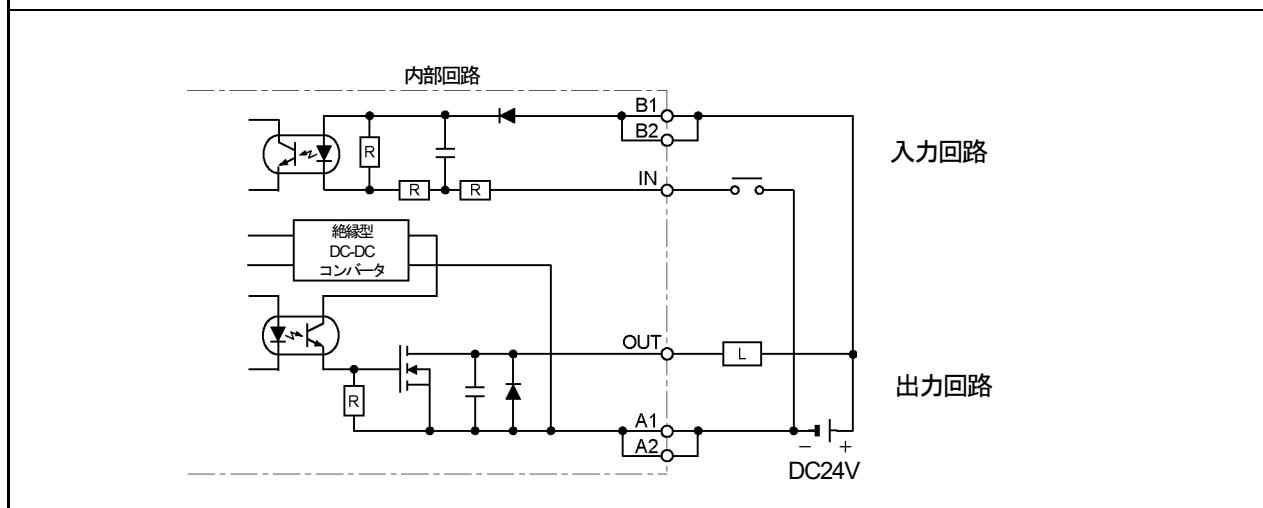 内部回路
B1
B2
入力回路
R
IN
R
R
絶縁型
DC-DC
コンバータ
OUT
L
出力回路
R
A1
A2
− +
DC24V